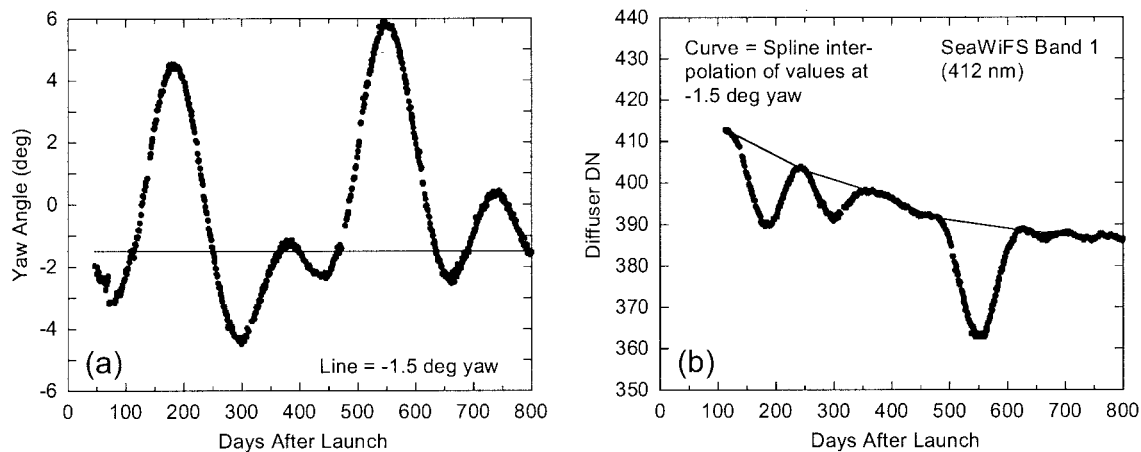 6
4
2
0
-2
-4
-6
Yaw Angle (deg)
(a)
Line = -1.5 deg yaw
0 100 200 300 400 500 600 700 800
Days After Launch
440
430
420
410
400
390
380
370
360
350
Diffuser DN
Curve = Spline inter-
polation of values at
-1.5 deg yaw
SeaWiFS Band 1
(412 nm)
(b)
0 100 200 300 400 500 600 700 800
Days After Launch